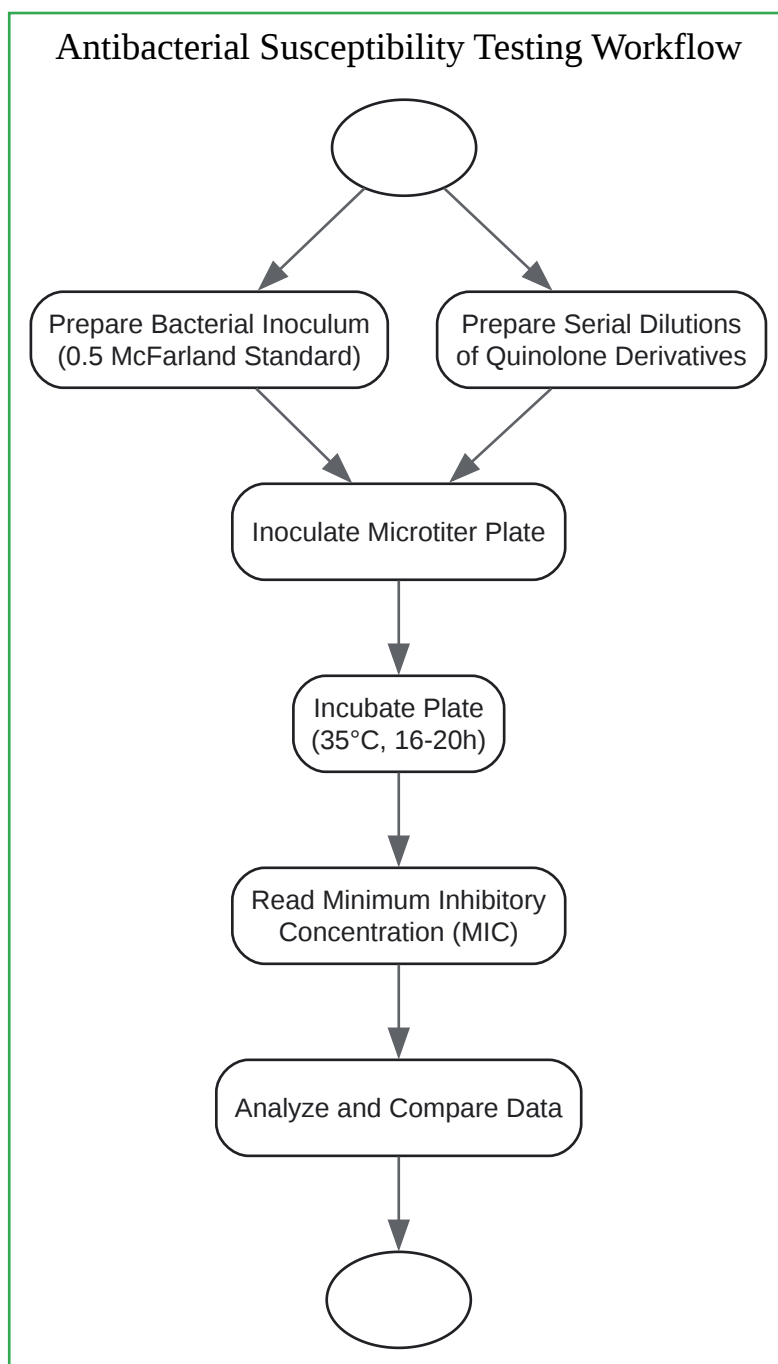 Antibacterial Susceptibility Testing Workflow
Prepare Bacterial Inoculum
(0.5 McFarland Standard)
Prepare Serial Dilutions
of Quinolone Derivatives
Inoculate Microtiter Plate
Incubate Plate
(35°C, 16-20h)
Read Minimum Inhibitory
Concentration (MIC)
Analyze and Compare Data